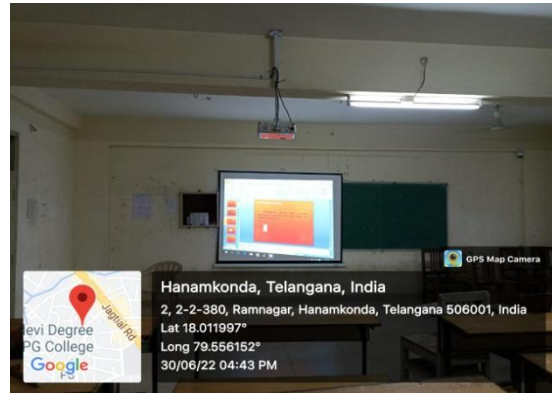 GPS Map Camera
Hanamkonda, Telangana, India
2, 2-2-380, Ramnagar, Hanamkonda, Telangana 506001, India
Lat 18.011997°
Long 79.556152°
30/06/22 04:43 PM
Jagtial Rd
evi Degree
PG College
Google